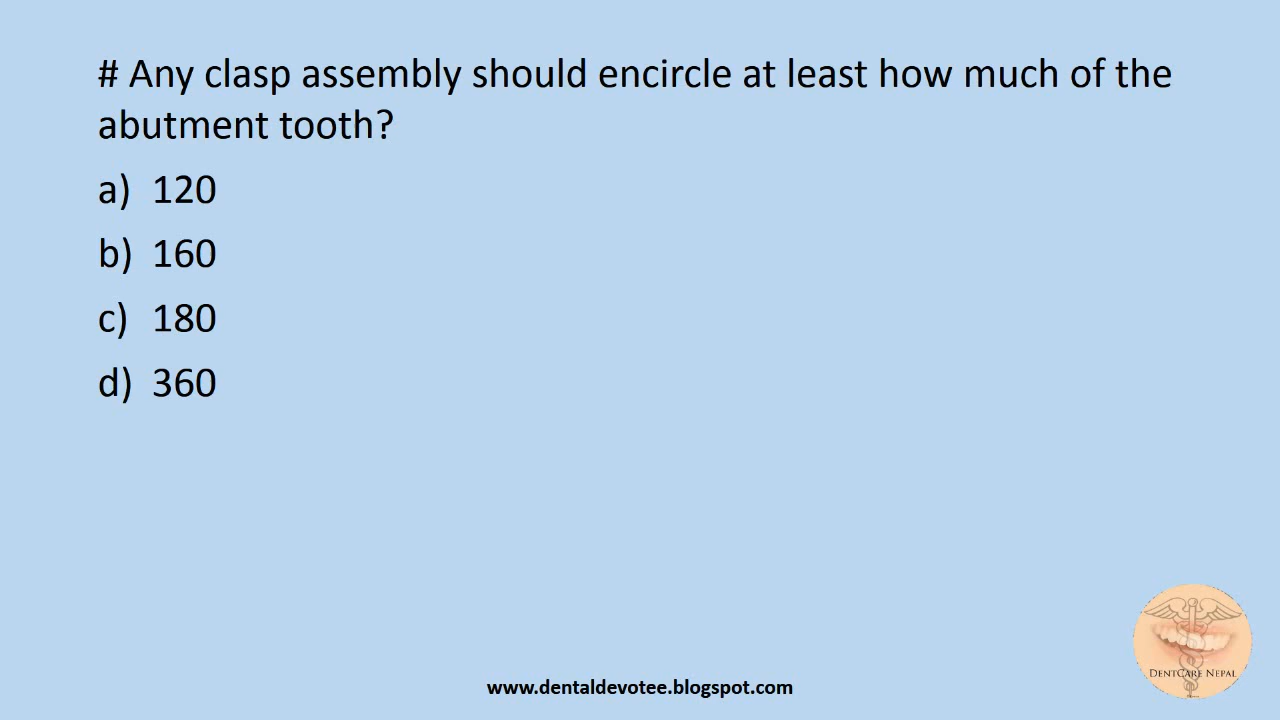 # Any clasp assembly should encircle at least how much of the
abutment tooth?
a) 120
b) 160
c) 180
d) 360
DENTCARE NEPAL
www.dentaldevotee.blogspot.com